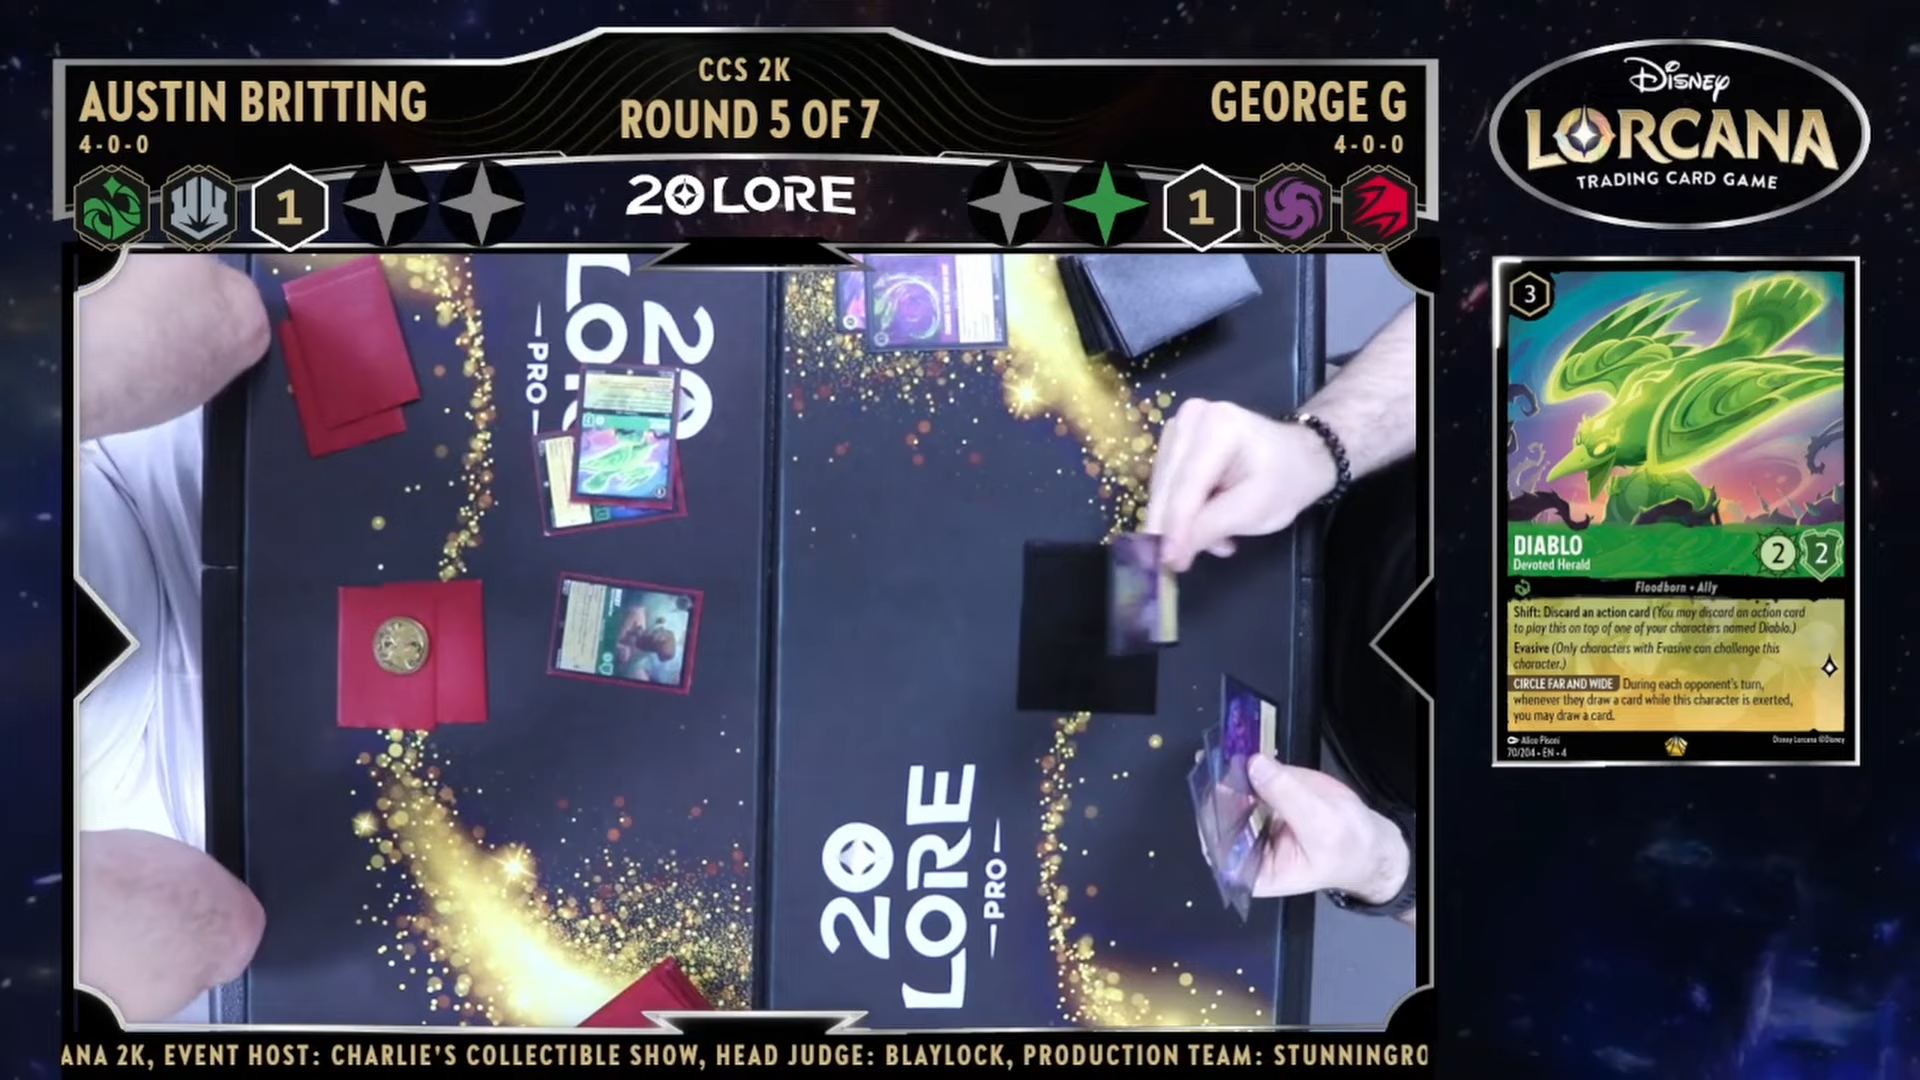 AUSTIN BRITTING
4-0-0
CCS 2K
ROUND 5 OF 7
GEORGE G
4-0-0
1
20 LORE
1
Disney
LORCANA
TRADING CARD GAME
20
LORE
PRO
20
LORE
PRO
3
DIABLO
Devoted Herald
2
2
Floodborn • Ally
Shift: Discard an action card (You may discard an action card
to play this on top of one of your characters named Diablo.)
Evasive (Only characters with Evasive can challenge this
character.)
CIRCLE FAR AND WIDE During each opponent's turn,
whenever they draw a card while this character is exerted,
you may draw a card.
Alice Pisoni
70/204 • EN • 4
Disney Lorcana ©Disney
ANA 2K, EVENT HOST: CHARLIE'S COLLECTIBLE SHOW, HEAD JUDGE: BLAYLOCK, PRODUCTION TEAM: STUNNINGRO